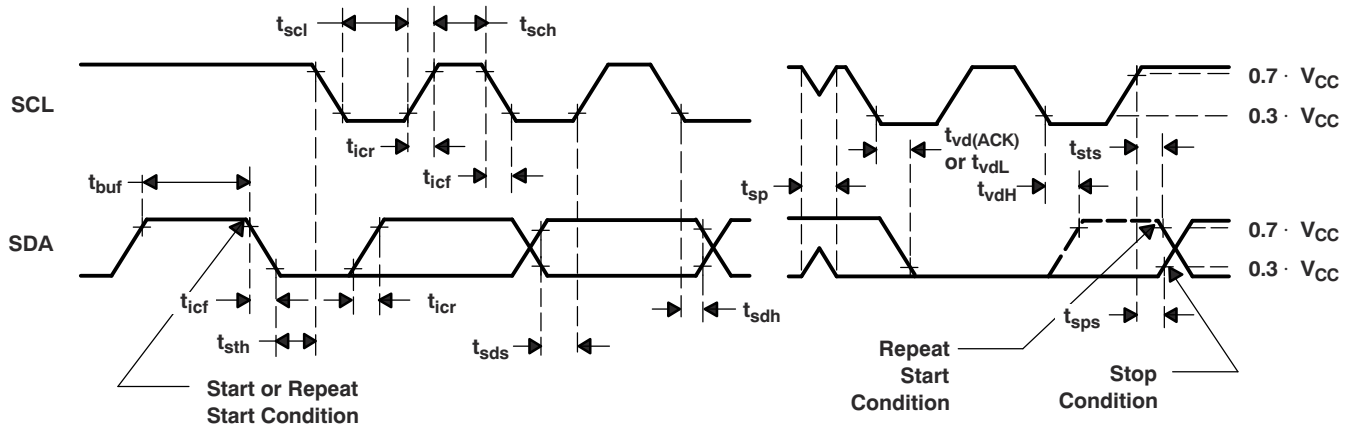 tscl
tsch
SCL
0.7 · VCC
0.3 · VCC
ticr
ticf
tvd(ACK)
or tvdL
tsts
tbuf
tsp
tvdH
SDA
0.7 · VCC
0.3 · VCC
ticf
ticr
tsdh
tsps
tsth
tsds
Repeat
Start
Condition
Stop
Condition
Start or Repeat
Start Condition